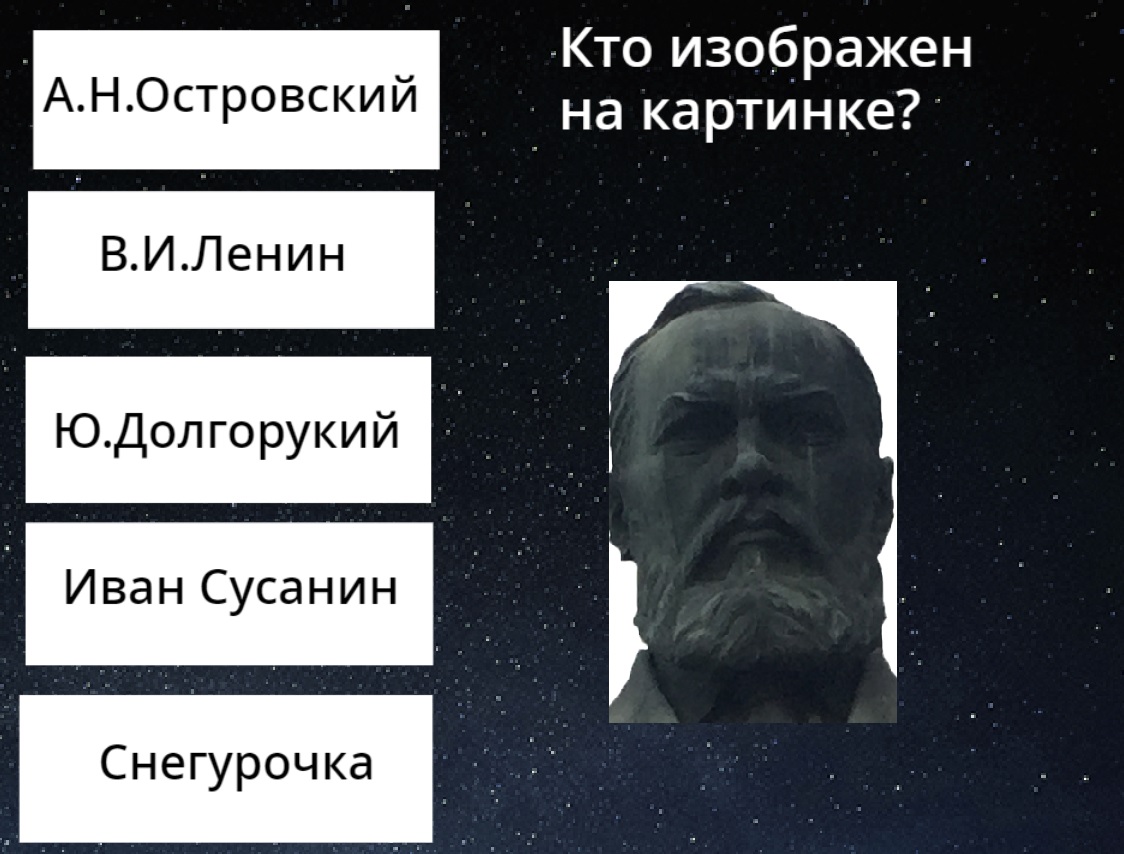 Кто изображен
на картинке?
А.Н.Островский
В.И.Ленин
Ю.Долгорукий
Иван Сусанин
Снегурочка